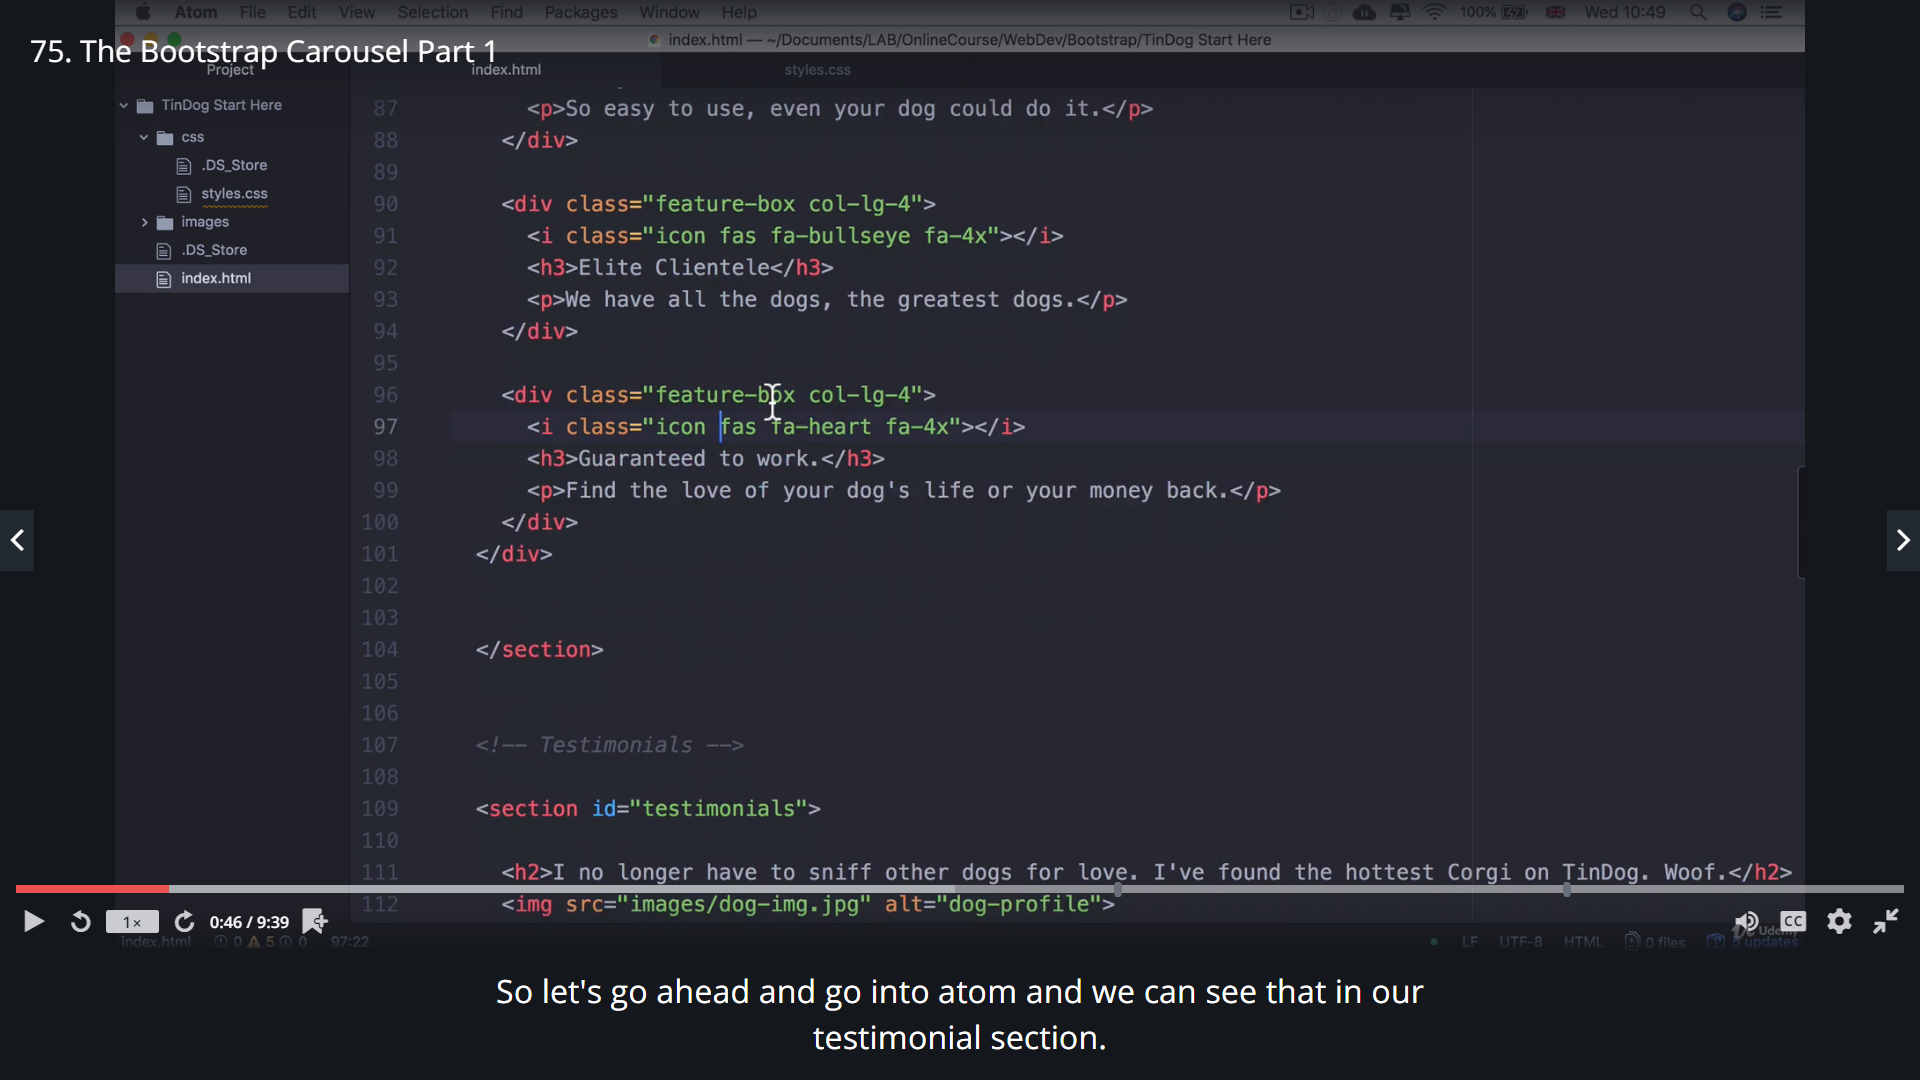 Atom File Edit View Selection Find Packages Window Help 100% Wed 10:49
75. The Bootstrap Carousel Part 1
index.html — ~/Documents/LAB/OnlineCourse/WebDev/Bootstrap/TinDog Start Here
Project
index.html
styles.css
TinDog Start Here
css
.DS_Store
styles.css
images
.DS_Store
index.html
87 <p>So easy to use, even your dog could do it.</p>
88 </div>
89
90 <div class="feature-box col-lg-4">
91 <i class="icon fas fa-bullseye fa-4x"></i>
92 <h3>Elite Clientele</h3>
93 <p>We have all the dogs, the greatest dogs.</p>
94 </div>
95
96 <div class="feature-box col-lg-4">
97 <i class="icon fas fa-heart fa-4x"></i>
98 <h3>Guaranteed to work.</h3>
99 <p>Find the love of your dog's life or your money back.</p>
100 </div>
101 </div>
102
103
104 </section>
105
106
107 <!-- Testimonials -->
108
109 <section id="testimonials">
110
111 <h2>I no longer have to sniff other dogs for love. I've found the hottest Corgi on TinDog. Woof.</h2>
112 <img src="images/dog-img.jpg" alt="dog-profile">
1× 0:46 / 9:39 CC
index.html 0 5 0 97:22 LF UTF-8 HTML 0 files 5 updates
Udemy
So let's go ahead and go into atom and we can see that in our
testimonial section.